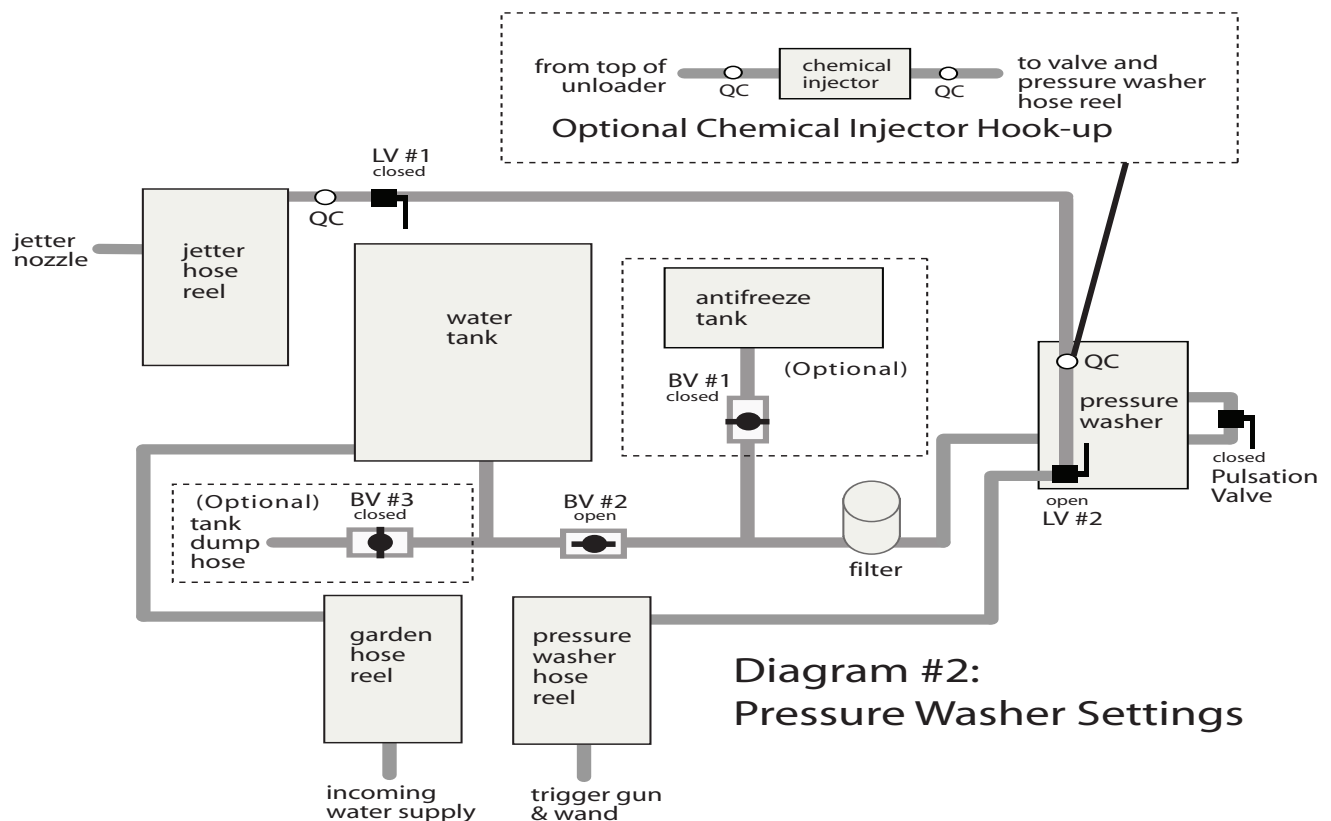 from top of
unloader
QC
chemical
injector
QC
to valve and
pressure washer
hose reel
Optional Chemical Injector Hook-up
LV #1
closed
QC
jetter
nozzle
jetter
hose
reel
water
tank
antifreeze
tank
(Optional)
BV #1
closed
QC
pressure
washer
closed
Pulsation
Valve
open
LV #2
(Optional)
tank
dump
hose
BV #3
closed
BV #2
open
filter
garden
hose
reel
pressure
washer
hose
reel
incoming
water supply
trigger gun
& wand
Diagram #2:
Pressure Washer Settings